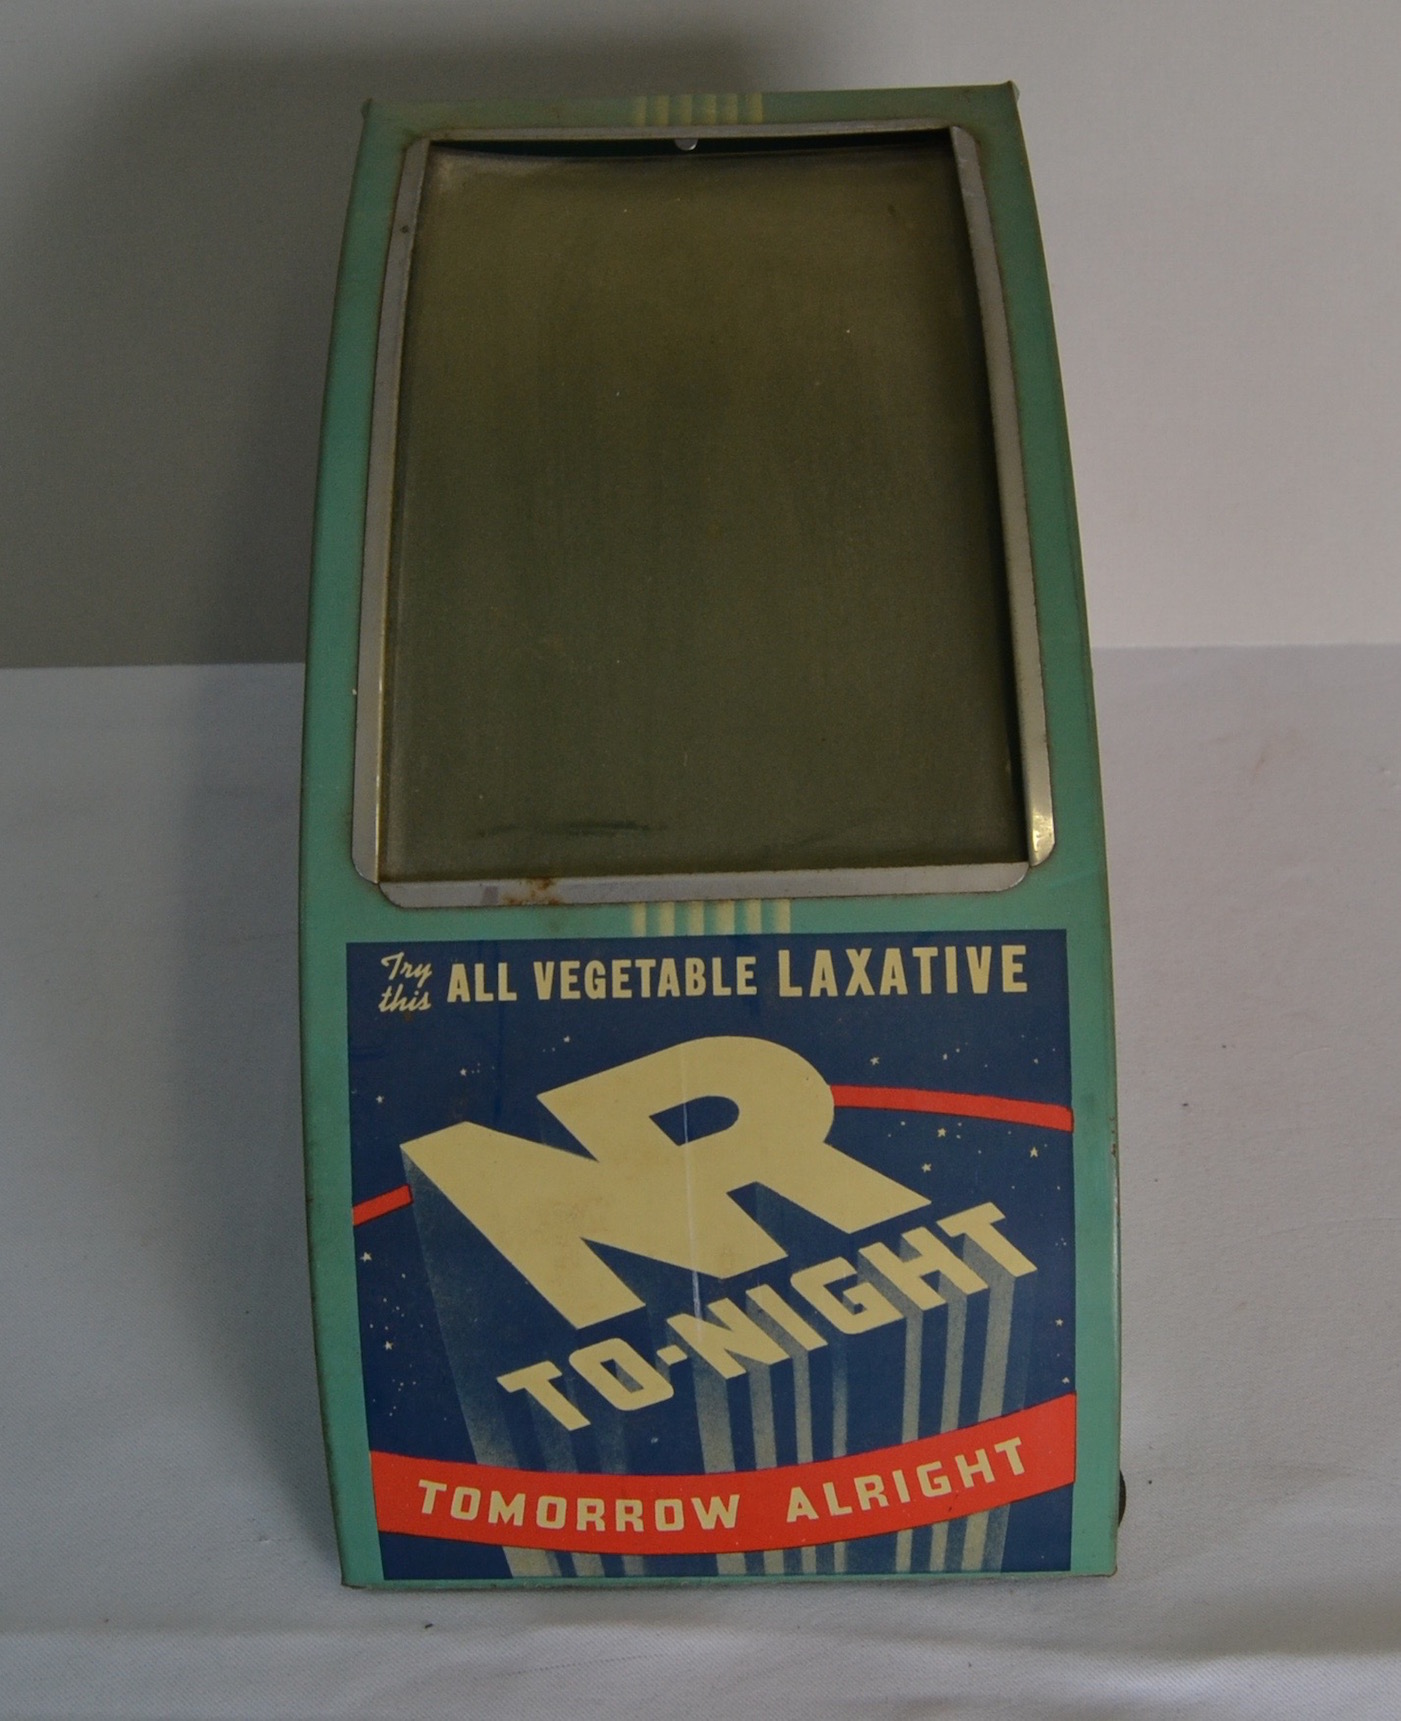 Try this ALL VEGETABLE LAXATIVE
NR
TO-NIGHT
TOMORROW ALRIGHT